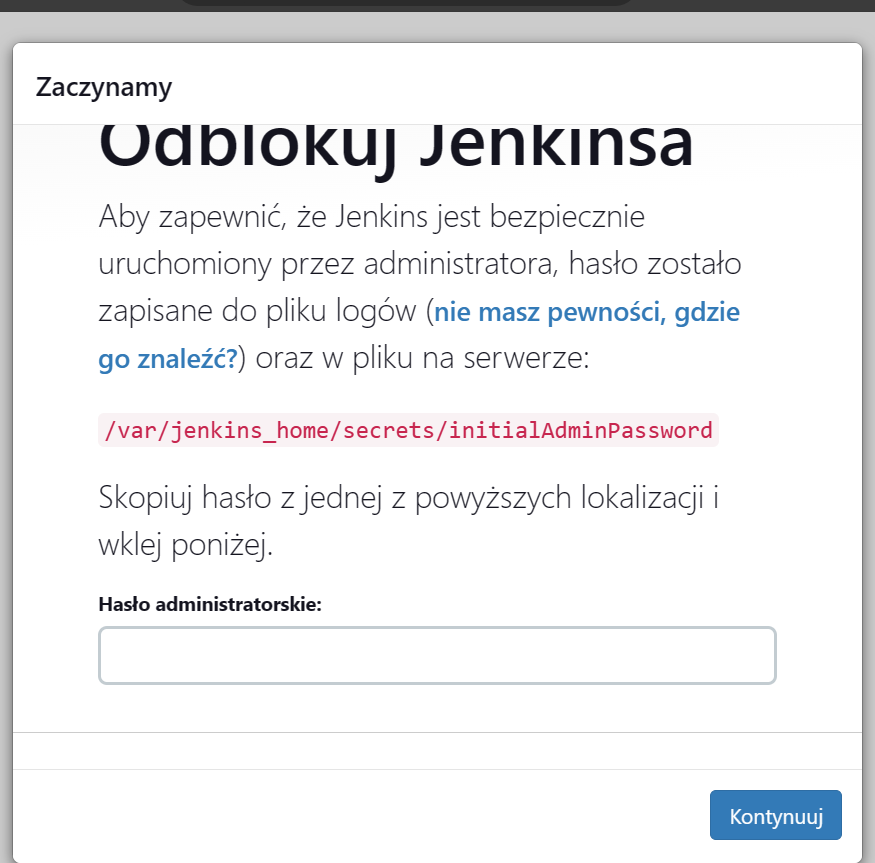 Zaczynamy
Odblokuj Jenkinsa
Aby zapewnić, że Jenkins jest bezpiecznie
uruchomiony przez administratora, hasło zostało
zapisane do pliku logów (nie masz pewności, gdzie
go znaleźć?) oraz w pliku na serwerze:
/var/jenkins_home/secrets/initialAdminPassword
Skopiuj hasło z jednej z powyższych lokalizacji i
wklej poniżej.
Hasło administratorskie:
Kontynuuj